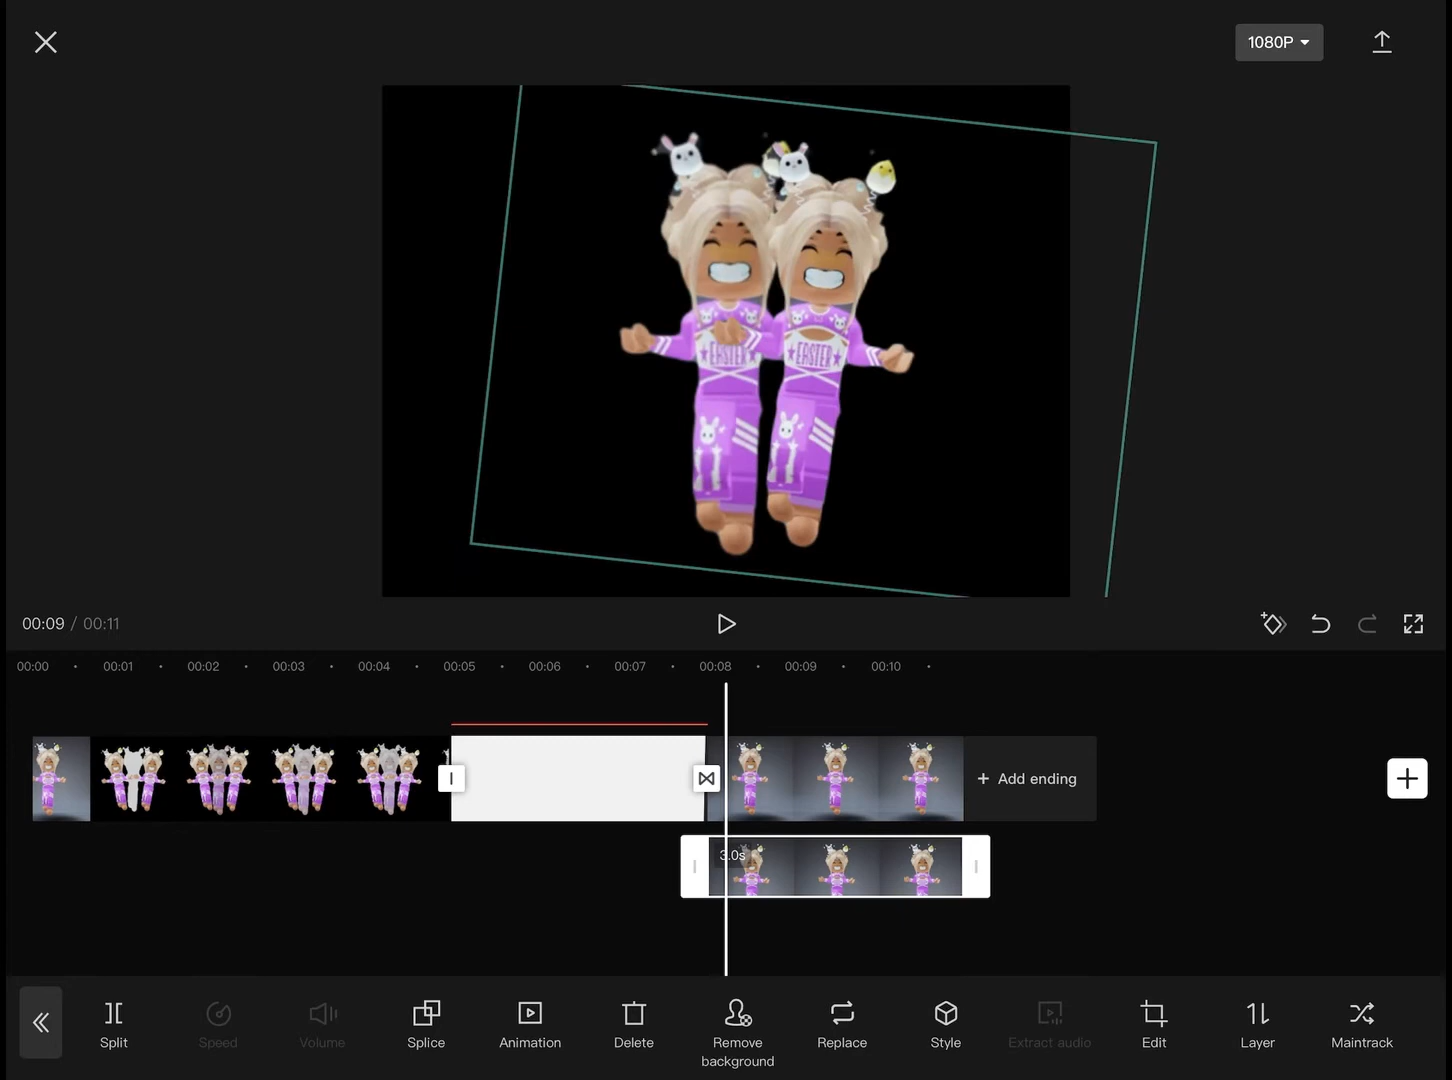 1080P
EASTER EASTER
00:09 / 00:11
00:00 00:01 00:02 00:03 00:04 00:05 00:06 00:07 00:08 00:09 00:10
+ Add ending
3.0s
Split Speed Volume Splice Animation Delete Remove background Replace Style Extract audio Edit Layer Maintrack